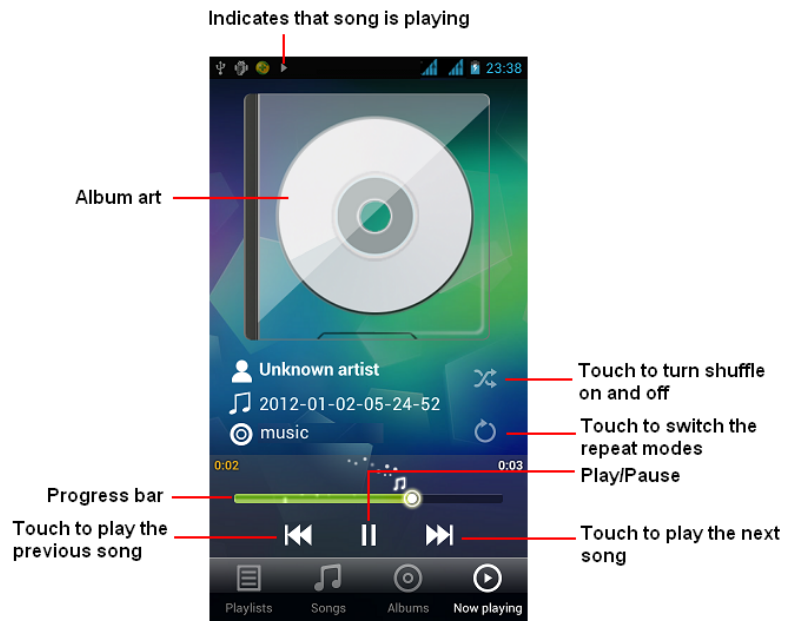 Indicates that song is playing
23:38
Album art
Unknown artist
2012-01-02-05-24-52
music
Touch to turn shuffle
on and off
Touch to switch the
repeat modes
Play/Pause
0:02
0:03
Progress bar
Touch to play the
previous song
Touch to play the next
song
Playlists
Songs
Albums
Now playing